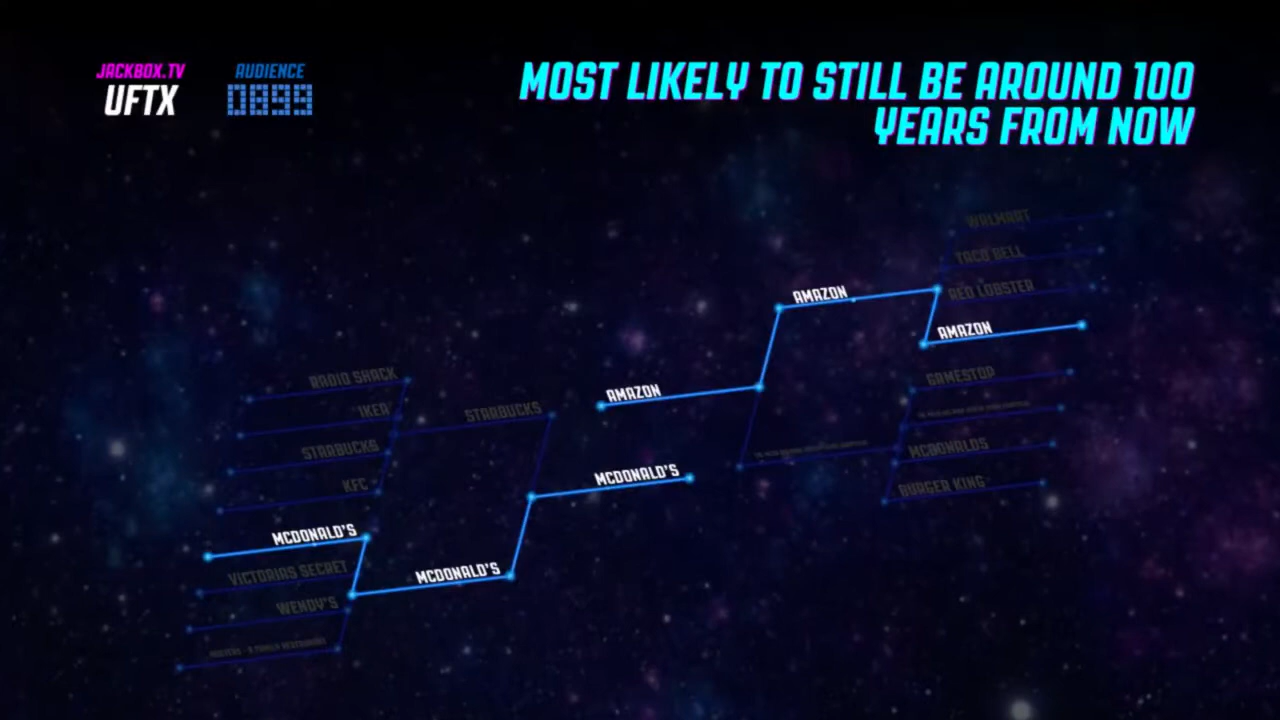 JACKBOX.TV
UFTX
AUDIENCE
0899
MOST LIKELY TO STILL BE AROUND 100
YEARS FROM NOW
RADIO SHACK
IKEA
STARBUCKS
KFC
MCDONALD'S
VICTORIAS SECRET
WENDY'S
STARBUCKS
MCDONALD'S
MCDONALD'S
AMAZON
AMAZON
WALMART
TACO BELL
RED LOBSTER
AMAZON
GAMESTOP
MCDONALDS
BURGER KING